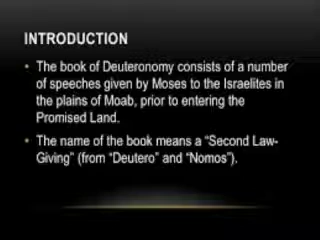 INTRODUCTION
• The book of Deuteronomy consists of a number
of speeches given by Moses to the Israelites in
the plains of Moab, prior to entering the
Promised Land.
• The name of the book means a “Second Law-
Giving” (from “Deutero” and “Nomos”).